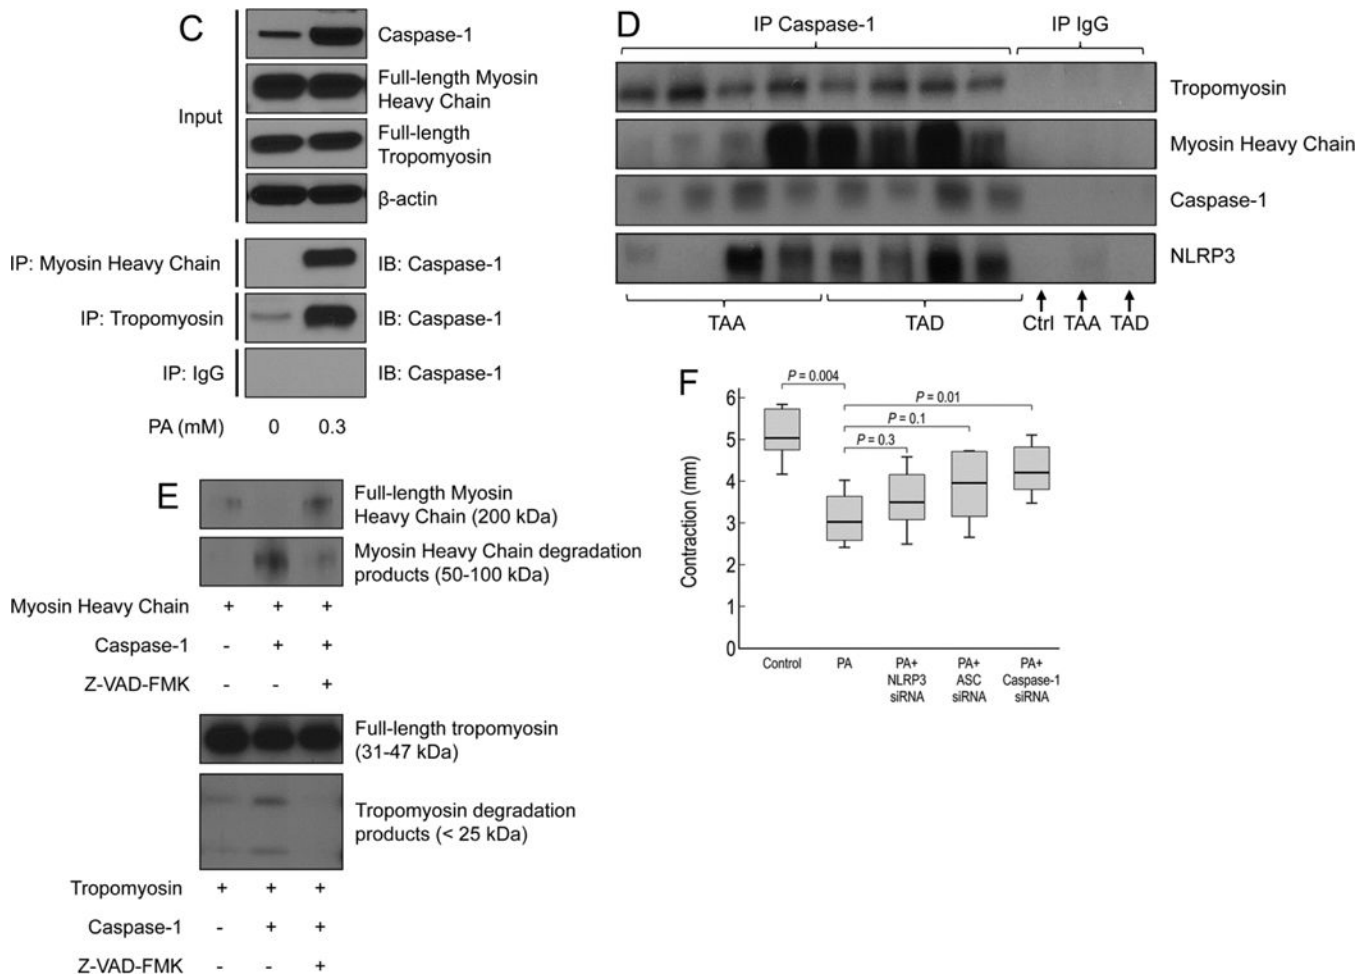 C
Input
Caspase-1
Full-length Myosin
Heavy Chain
Full-length
Tropomyosin
β-actin
IP: Myosin Heavy Chain
IB: Caspase-1
IP: Tropomyosin
IB: Caspase-1
IP: IgG
IB: Caspase-1
PA (mM) 0 0.3
D
IP Caspase-1 IP IgG
Tropomyosin
Myosin Heavy Chain
Caspase-1
NLRP3
TAA TAD Ctrl TAA TAD
E
Full-length Myosin
Heavy Chain (200 kDa)
Myosin Heavy Chain degradation
products (50-100 kDa)
Myosin Heavy Chain + + +
Caspase-1 - + +
Z-VAD-FMK - - +
Full-length tropomyosin
(31-47 kDa)
Tropomyosin degradation
products (< 25 kDa)
Tropomyosin + + +
Caspase-1 - + +
Z-VAD-FMK - - +
F
P = 0.004
P = 0.01
P = 0.1
P = 0.3
Contraction (mm)
6
5
4
3
2
1
0
Control
PA
PA+
NLRP3
siRNA
PA+
ASC
siRNA
PA+
Caspase-1
siRNA